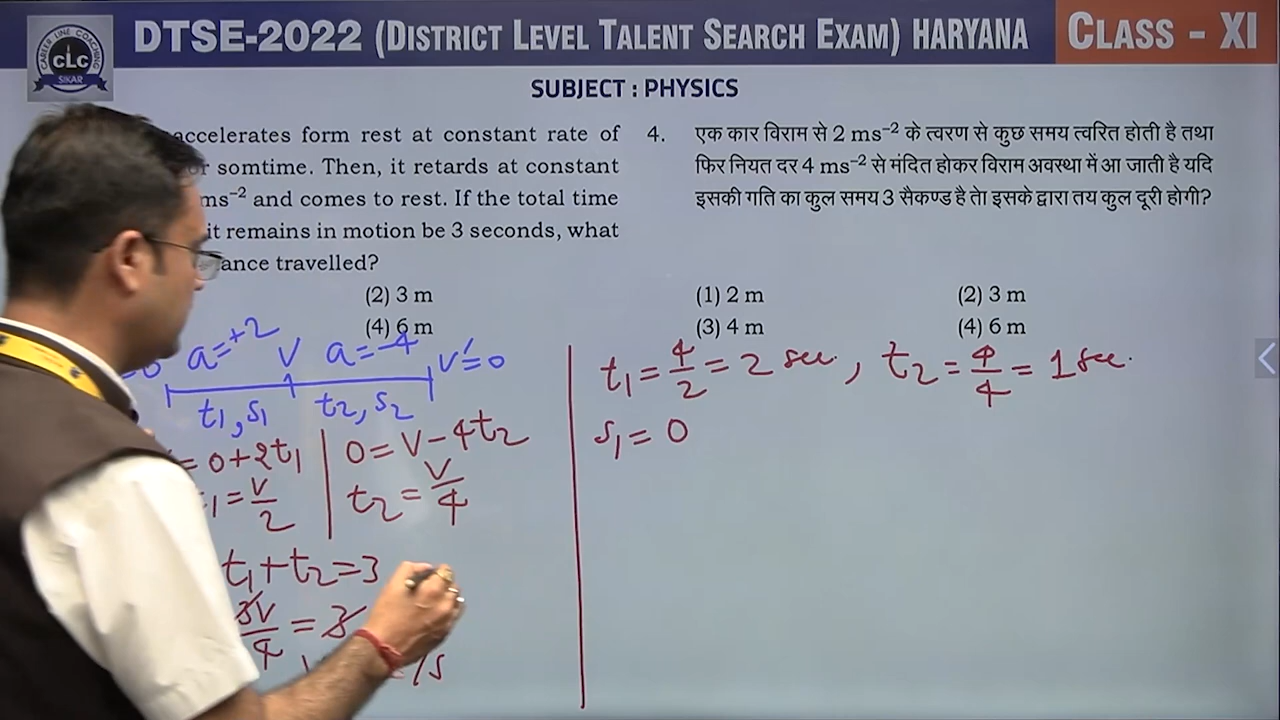 CAREER LINE COACHING
CLC
SIKAR
DTSE-2022 (DISTRICT LEVEL TALENT SEARCH EXAM) HARYANA
CLASS - XI
SUBJECT : PHYSICS
accelerates form rest at constant rate of
somtime. Then, it retards at constant
ms⁻² and comes to rest. If the total time
it remains in motion be 3 seconds, what
travelled?
(2) 3 m
(4) 6 m
4. एक कार विराम से 2 ms⁻² के त्वरण से कुछ समय त्वरित होती है तथा
फिर नियत दर 4 ms⁻² से मंदित होकर विराम अवस्था में आ जाती है यदि
इसकी गति का कुल समय 3 सैकण्ड है तेा इसके द्वारा तय कुल दूरी होगी?
(1) 2 m (2) 3 m
(3) 4 m (4) 6 m
a=+2 V a=-4 V′=0
t₁, s₁ t₂, s₂
= 0+2t₁ 0=V-4t₂
t₁=V/2 t₂=V/4
t₁+t₂=3
3V/4 = 3
/s
t₁ = 4/2 = 2 sec, t₂ = 4/4 = 1 sec.
s₁ = 0